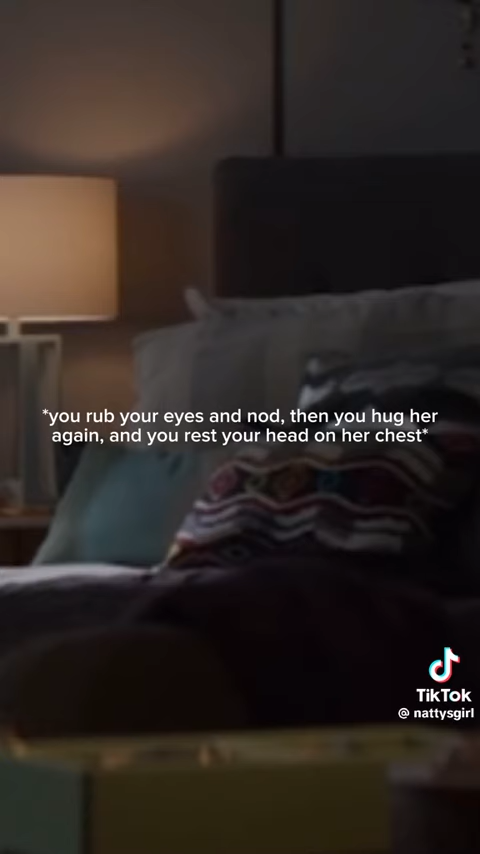 *you rub your eyes and nod, then you hug her
again, and you rest your head on her chest*
TikTok
@ nattysgirl